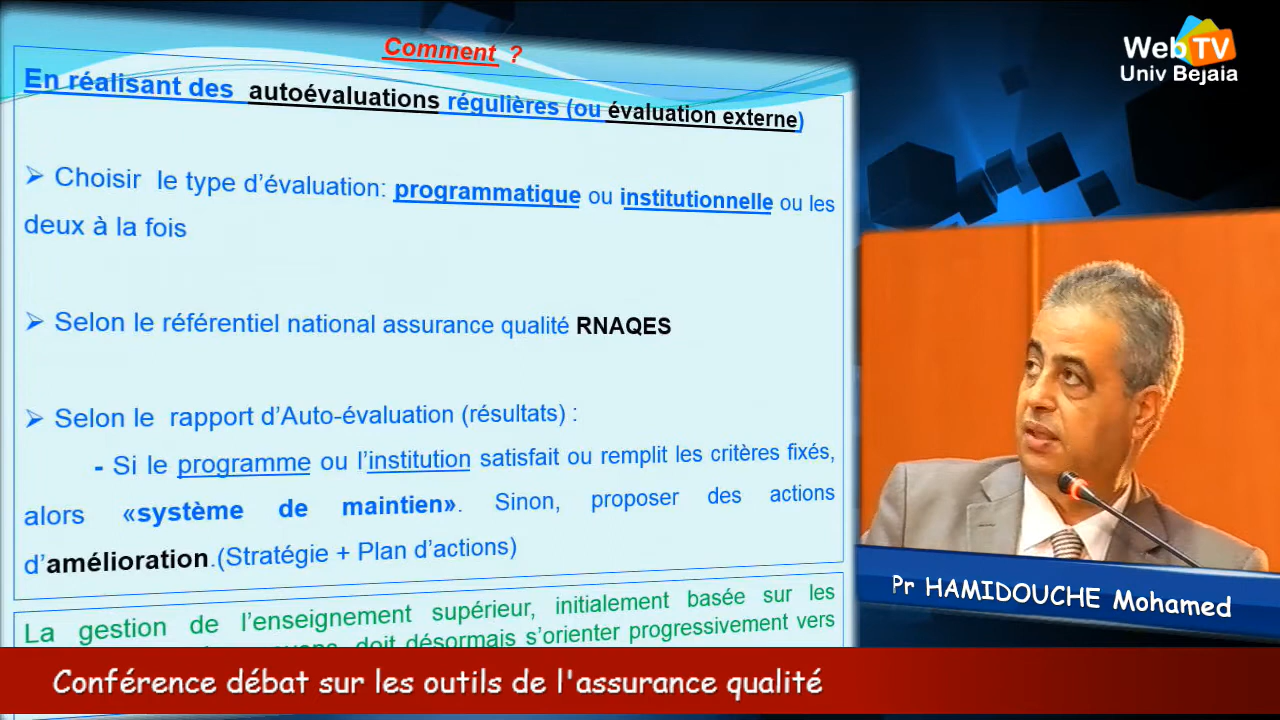 Comment ?
En réalisant des autoévaluations régulières (ou évaluation externe)
➢ Choisir le type d’évaluation: programmatique ou institutionnelle ou les
deux à la fois
➢ Selon le référentiel national assurance qualité RNAQES
➢ Selon le rapport d’Auto-évaluation (résultats) :
- Si le programme ou l’institution satisfait ou remplit les critères fixés,
alors «système de maintien». Sinon, proposer des actions
d’amélioration.(Stratégie + Plan d’actions)
La gestion de l’enseignement supérieur, initialement basée sur les
doit désormais s’orienter progressivement vers
Web TV
Univ Bejaia
Pr HAMIDOUCHE Mohamed
Conférence débat sur les outils de l'assurance qualité